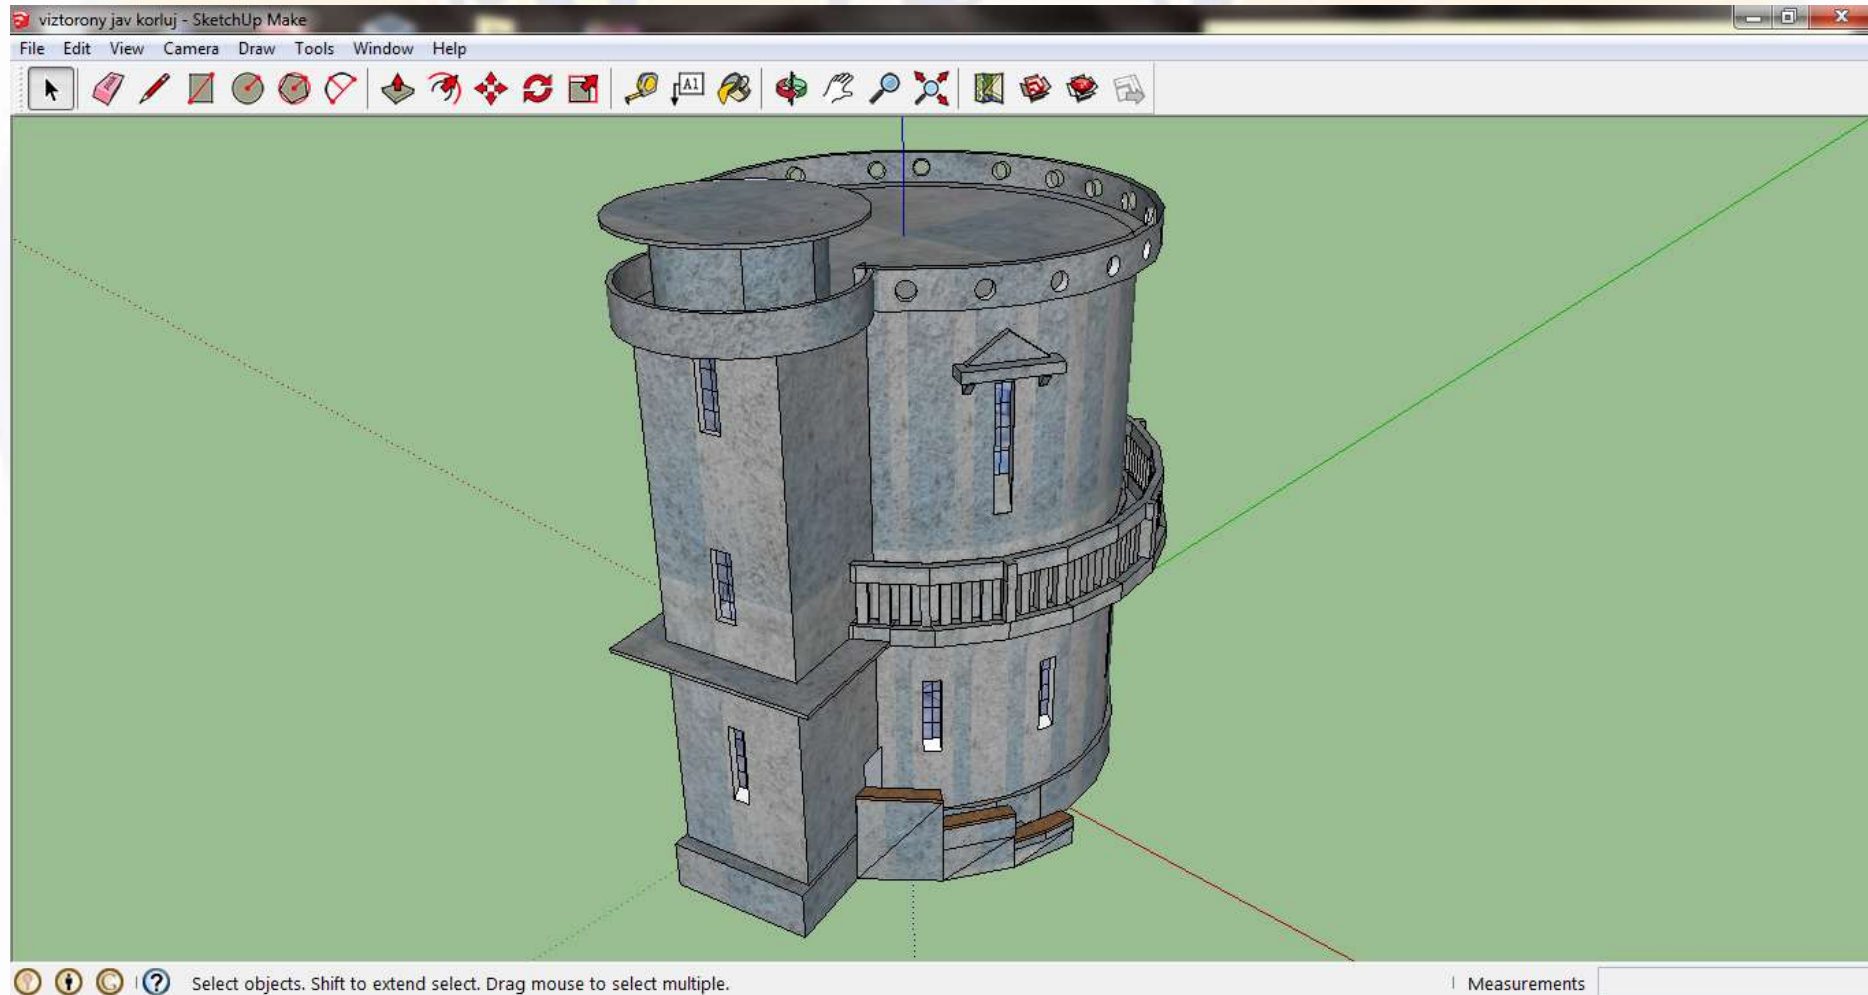 viztorony jav korluj - SketchUp Make
File Edit View Camera Draw Tools Window Help
A1
Select objects. Shift to extend select. Drag mouse to select multiple.
Measurements